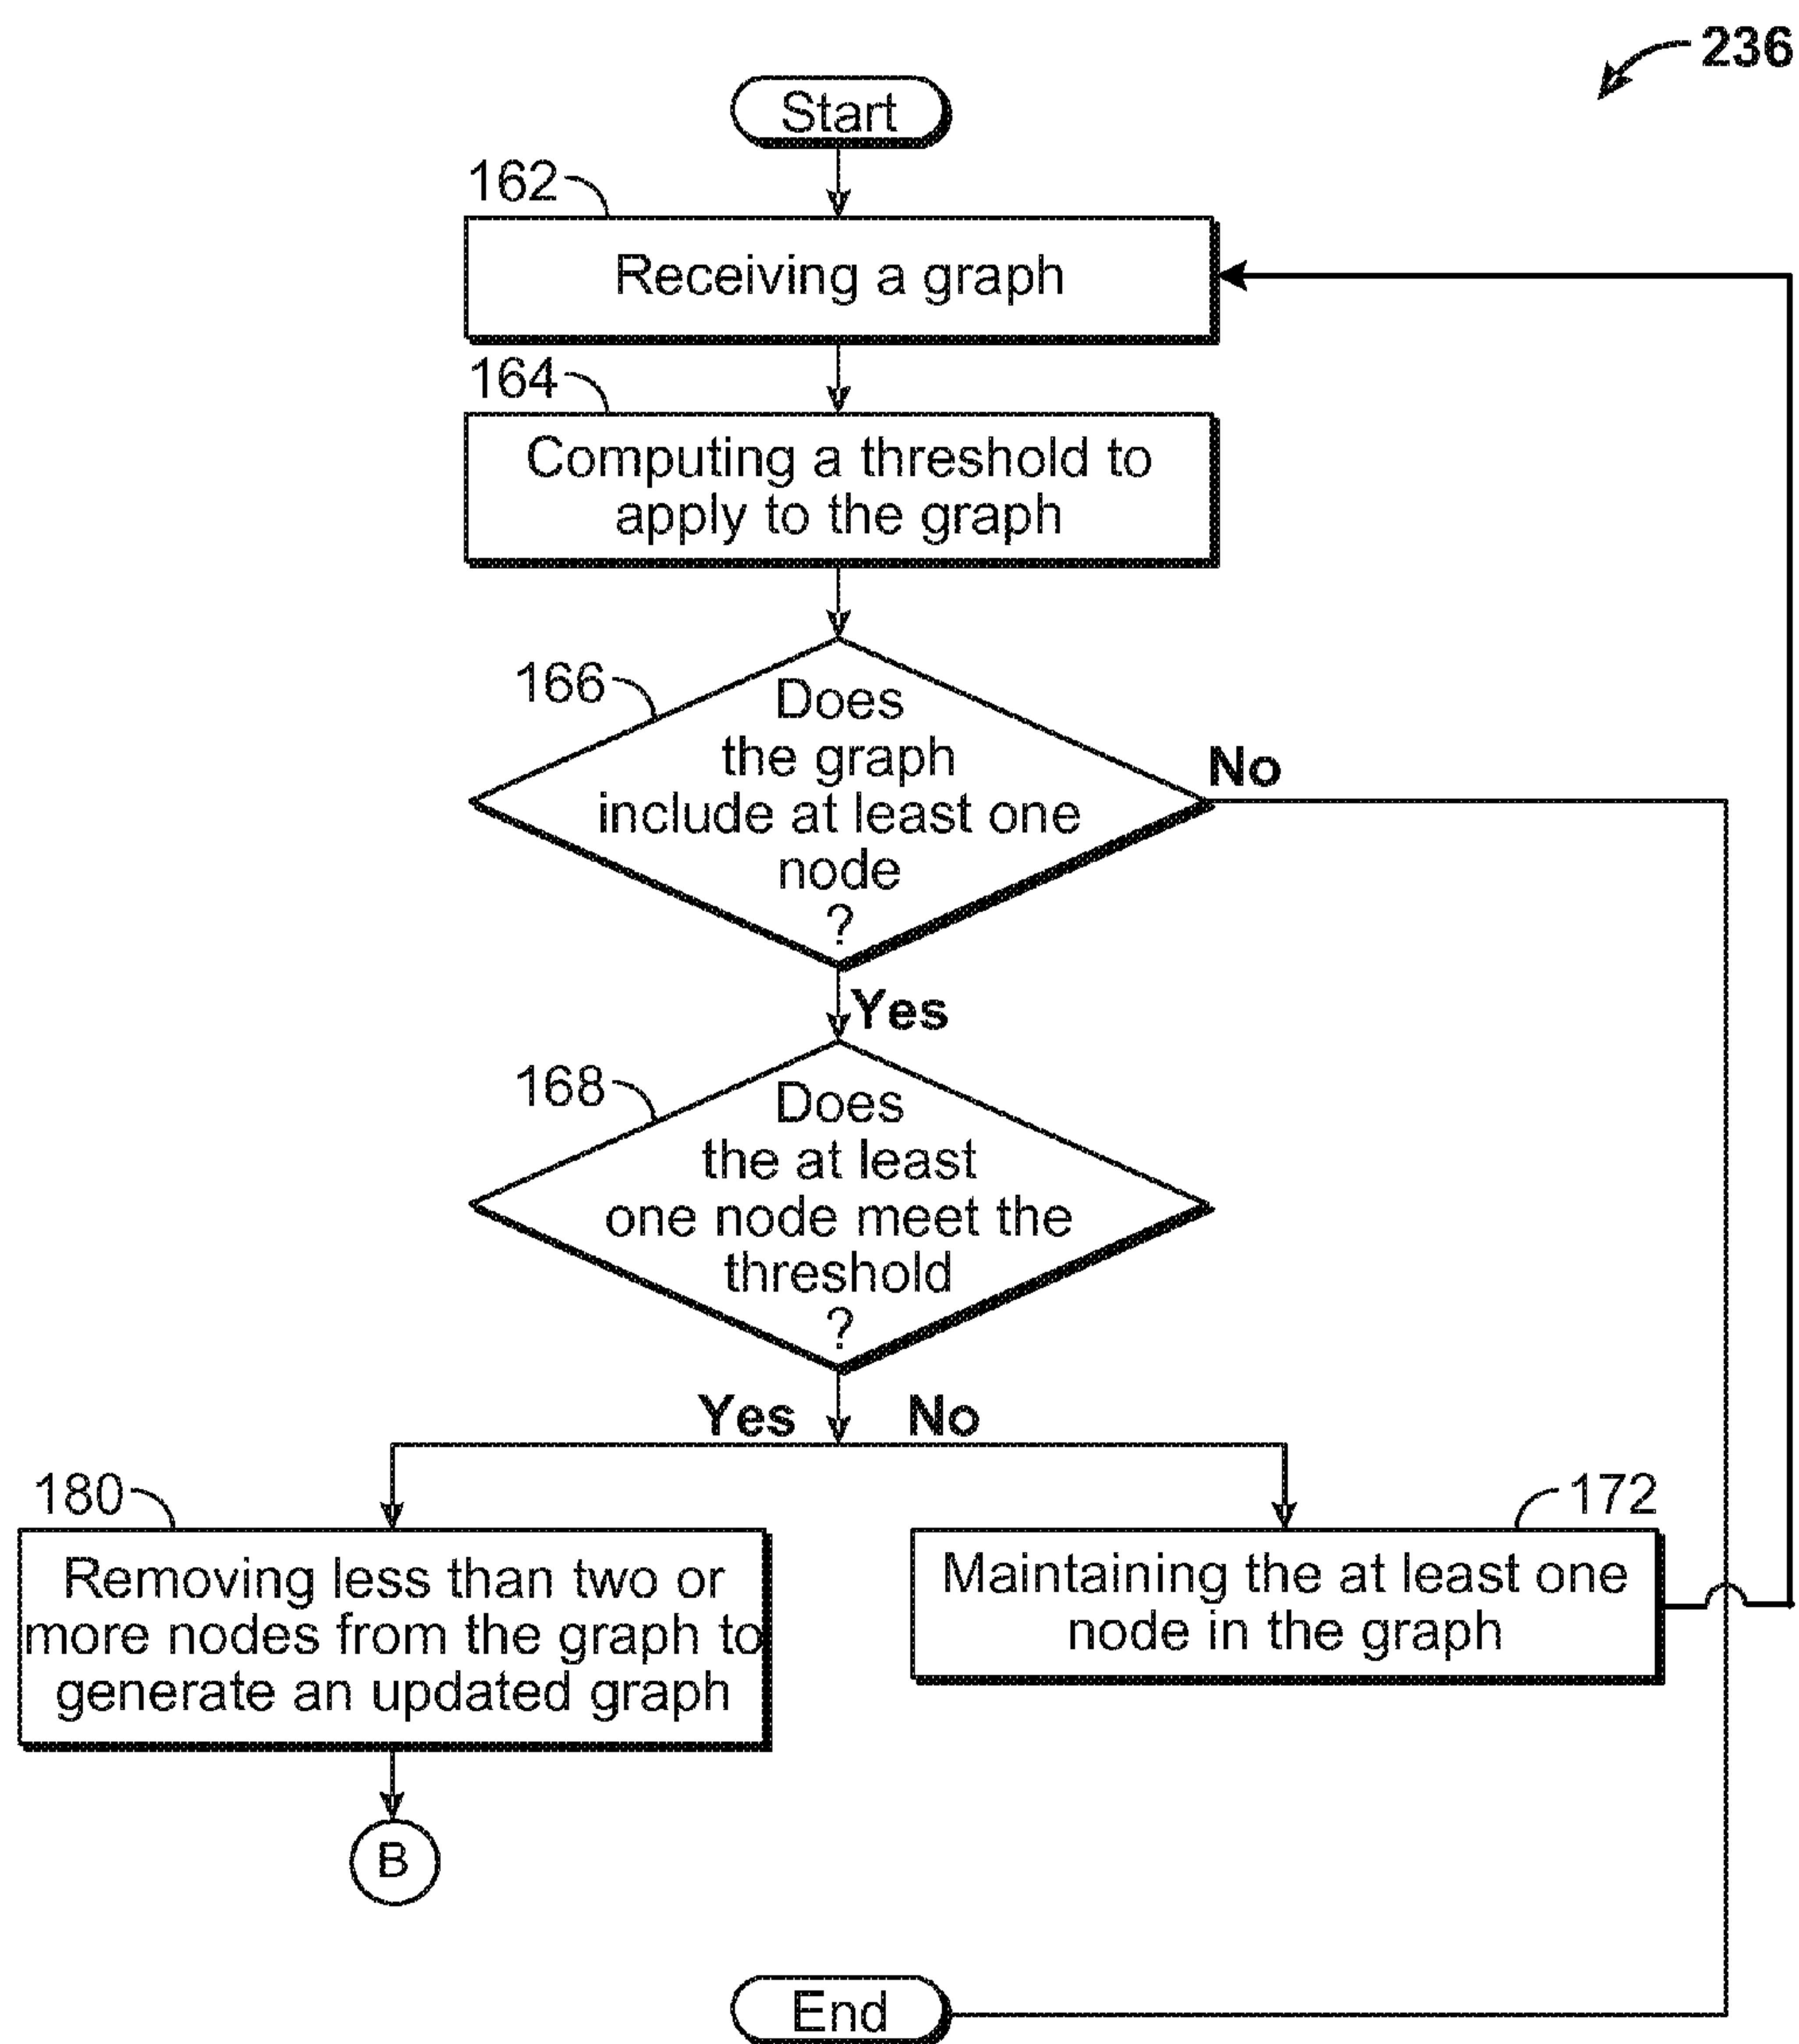 236
Start
162
Receiving a graph
164
Computing a threshold to
apply to the graph
166
Does
the graph
include at least one
node
?
No
Yes
168
Does
the at least
one node meet the
threshold
?
Yes
No
180
Removing less than two or
more nodes from the graph to
generate an updated graph
172
Maintaining the at least one
node in the graph
B
End